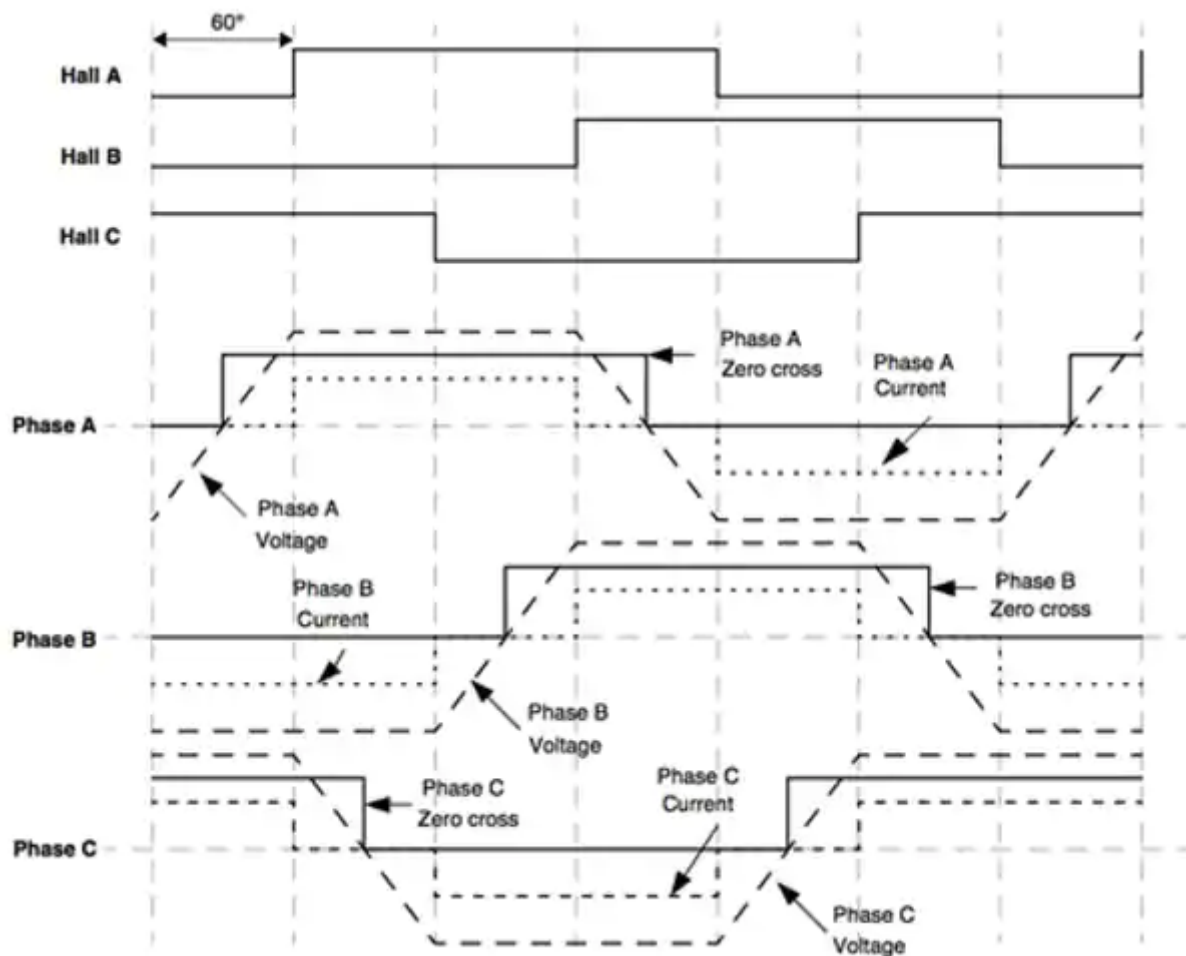 60°
Hall A
Hall B
Hall C
Phase A
Zero cross
Phase A
Current
Phase A
Phase A
Voltage
Phase B
Current
Phase B
Zero cross
Phase B
Phase B
Voltage
Phase C
Zero cross
Phase C
Current
Phase C
Phase C
Voltage